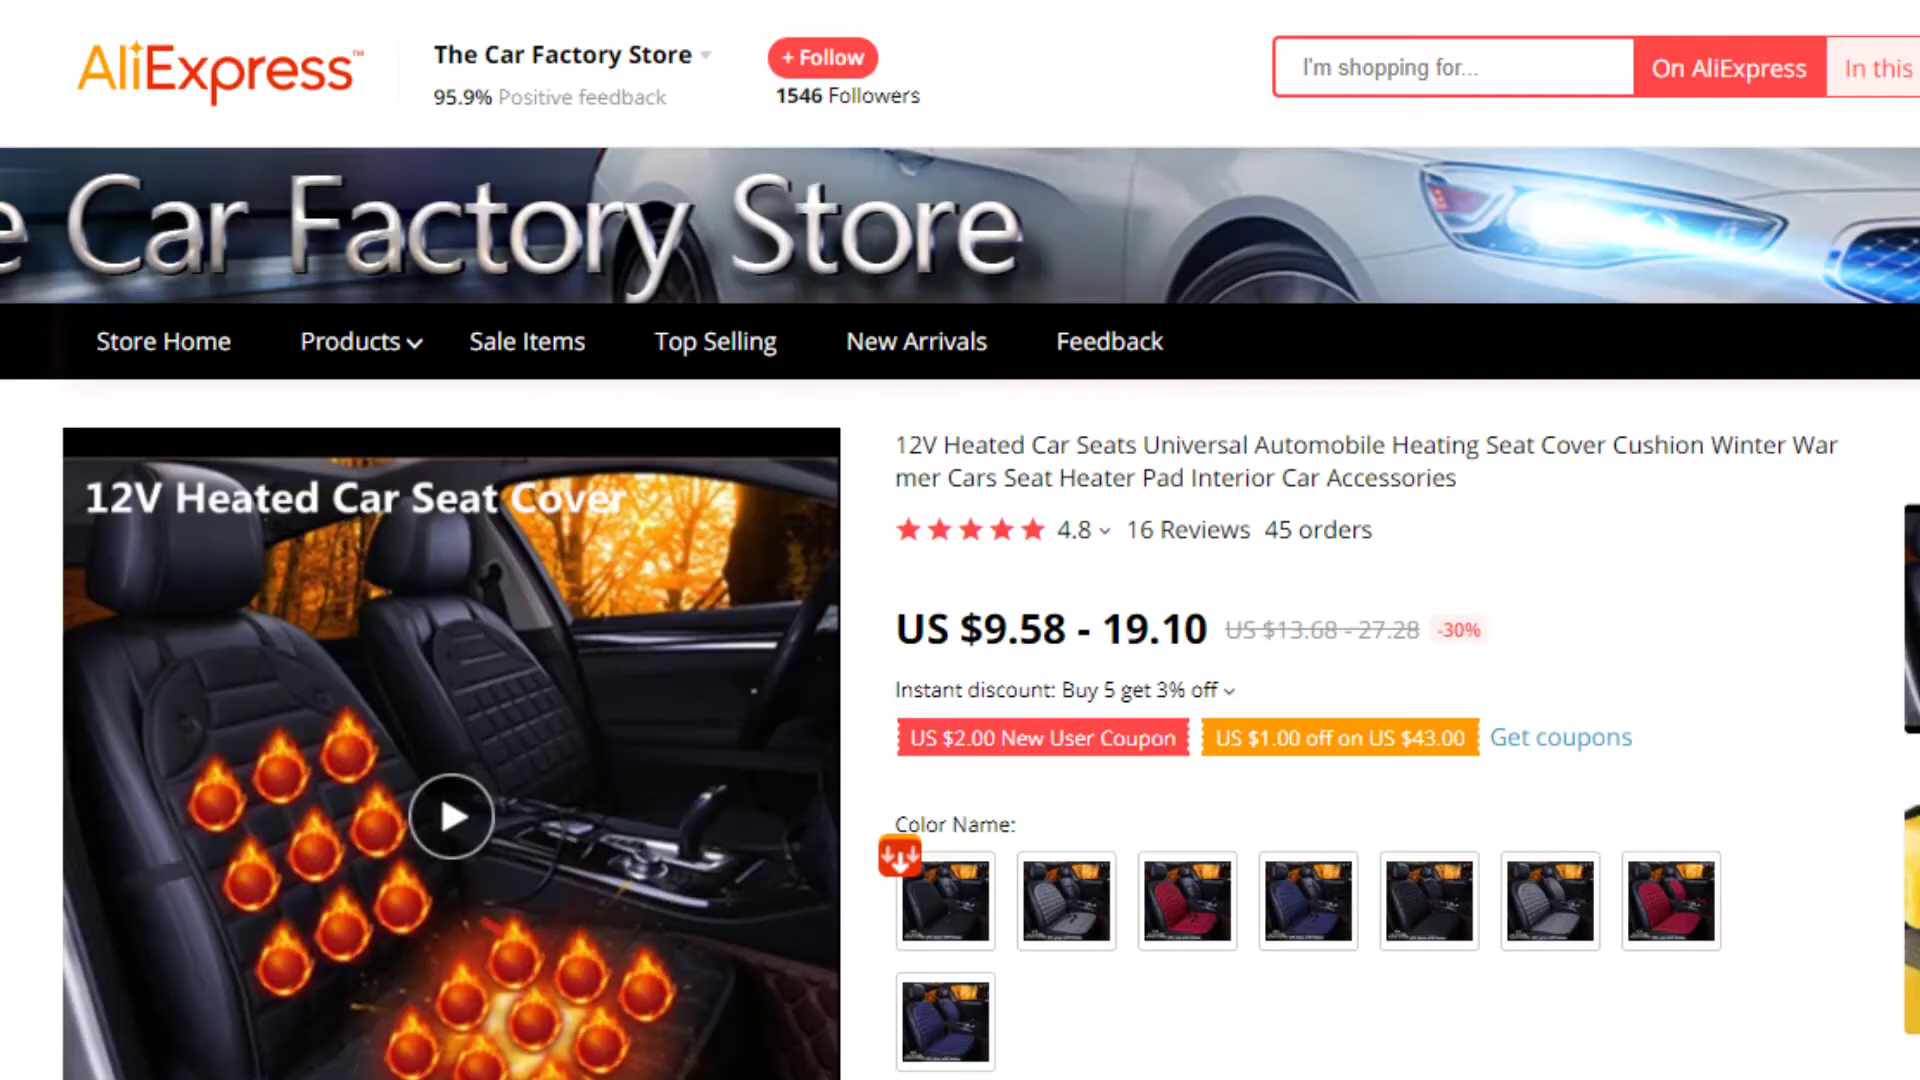 AliExpress™
The Car Factory Store
+ Follow
95.9% Positive feedback
1546 Followers
I'm shopping for...
On AliExpress
In this
e Car Factory Store
Store Home
Products
Sale Items
Top Selling
New Arrivals
Feedback
12V Heated Car Seat Cover
12V Heated Car Seats Universal Automobile Heating Seat Cover Cushion Winter War
mer Cars Seat Heater Pad Interior Car Accessories
4.8
16 Reviews
45 orders
US $9.58 - 19.10
US $13.68 - 27.28
-30%
Instant discount: Buy 5 get 3% off
US $2.00 New User Coupon
US $1.00 off on US $43.00
Get coupons
Color Name: